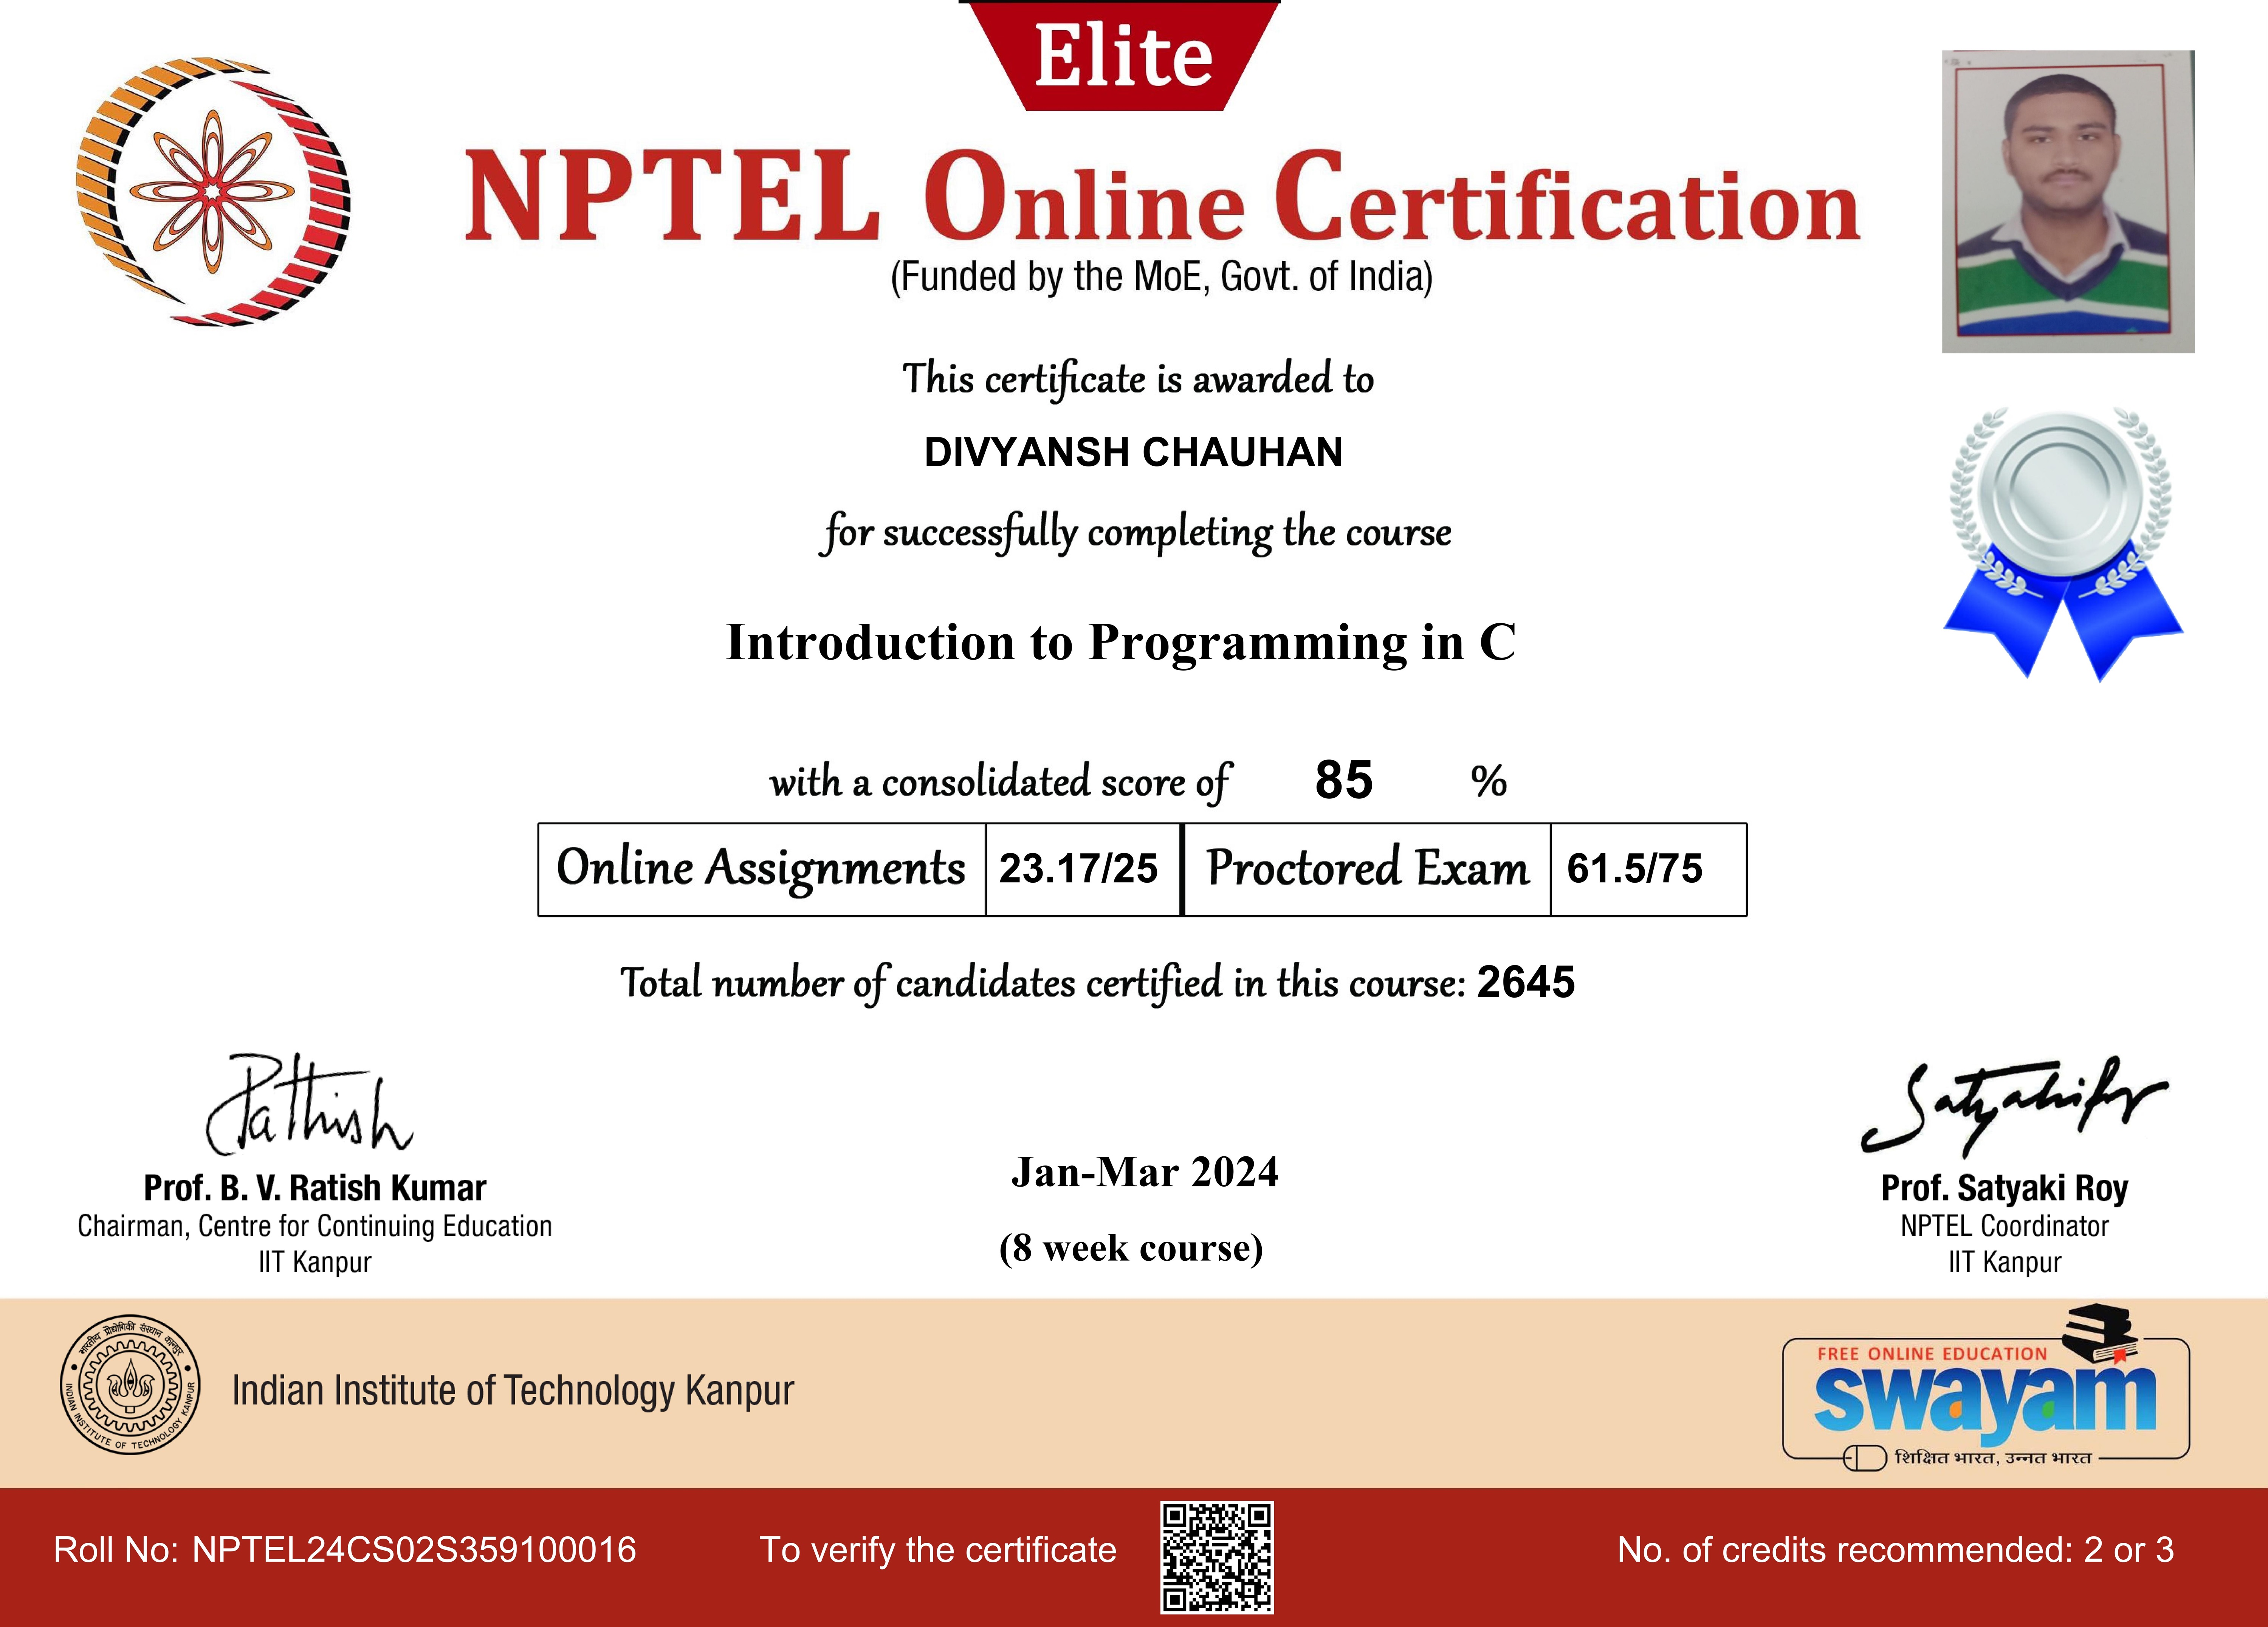 Elite
NPTEL Online Certification
(Funded by the MoE, Govt. of India)
This certificate is awarded to
DIVYANSH CHAUHAN
for successfully completing the course
Introduction to Programming in C
with a consolidated score of 85 %
Online Assignments 23.17/25 Proctored Exam 61.5/75
Total number of candidates certified in this course: 2645
Prof. B. V. Ratish Kumar
Chairman, Centre for Continuing Education
IIT Kanpur
Jan-Mar 2024
(8 week course)
Prof. Satyaki Roy
NPTEL Coordinator
IIT Kanpur
भारतीय प्रौद्योगिकी संस्थान कानपुर
INDIAN INSTITUTE OF TECHNOLOGY KANPUR
Indian Institute of Technology Kanpur
FREE ONLINE EDUCATION
swayam
शिक्षित भारत, उन्नत भारत
Roll No: NPTEL24CS02S359100016
To verify the certificate
No. of credits recommended: 2 or 3